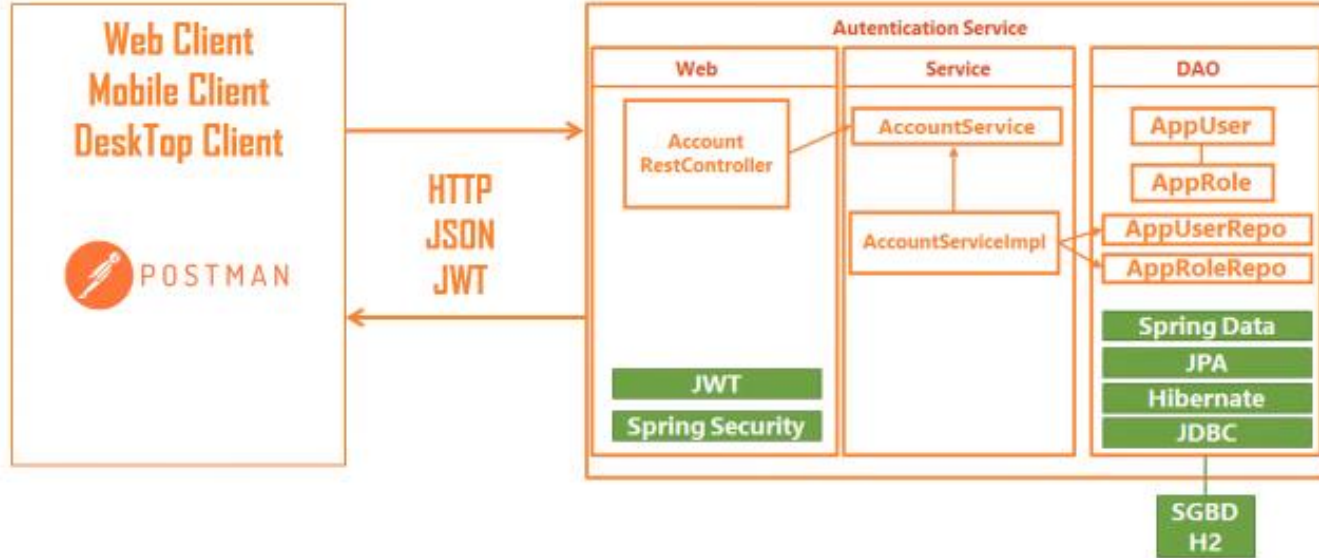 Web Client
Mobile Client
DeskTop Client
POSTMAN
HTTP
JSON
JWT
Autentication Service
Web
Account
RestController
JWT
Spring Security
Service
AccountService
AccountServiceImpl
DAO
AppUser
AppRole
AppUserRepo
AppRoleRepo
Spring Data
JPA
Hibernate
JDBC
SGBD
H2